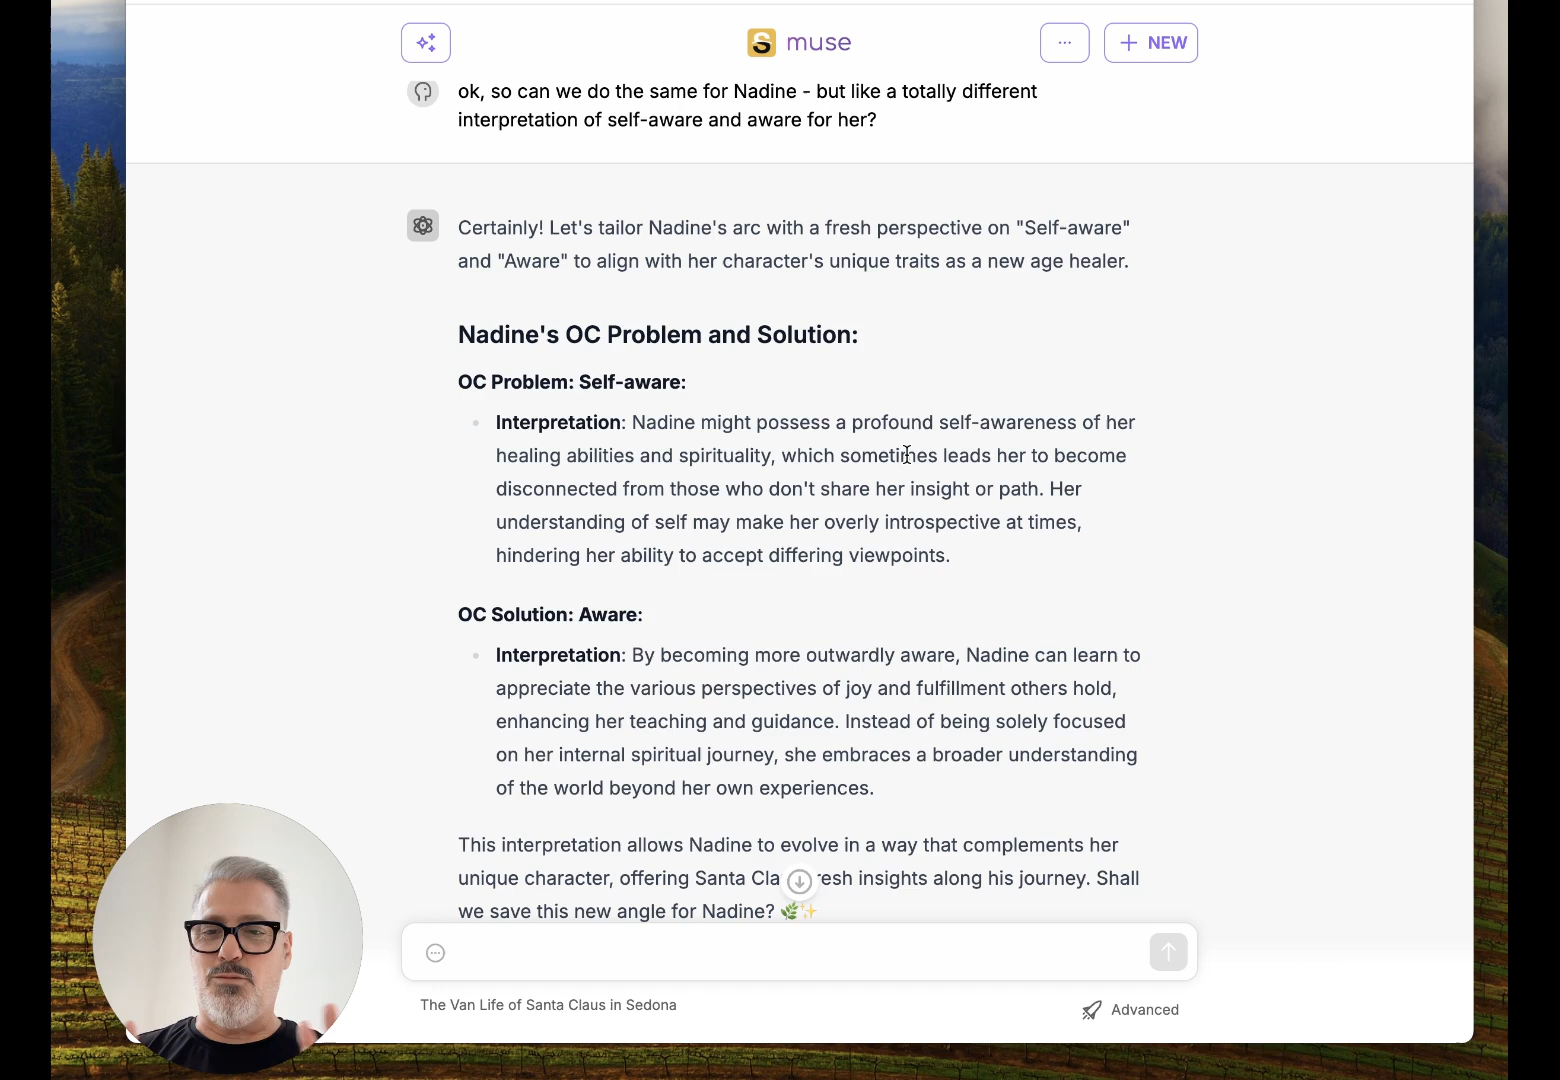 S muse
... + NEW
ok, so can we do the same for Nadine - but like a totally different
interpretation of self-aware and aware for her?
Certainly! Let's tailor Nadine's arc with a fresh perspective on "Self-aware"
and "Aware" to align with her character's unique traits as a new age healer.
Nadine's OC Problem and Solution:
OC Problem: Self-aware:
• Interpretation: Nadine might possess a profound self-awareness of her
healing abilities and spirituality, which sometimes leads her to become
disconnected from those who don't share her insight or path. Her
understanding of self may make her overly introspective at times,
hindering her ability to accept differing viewpoints.
OC Solution: Aware:
• Interpretation: By becoming more outwardly aware, Nadine can learn to
appreciate the various perspectives of joy and fulfillment others hold,
enhancing her teaching and guidance. Instead of being solely focused
on her internal spiritual journey, she embraces a broader understanding
of the world beyond her own experiences.
This interpretation allows Nadine to evolve in a way that complements her
unique character, offering Santa Cla resh insights along his journey. Shall
we save this new angle for Nadine? 🌿✨
The Van Life of Santa Claus in Sedona
Advanced